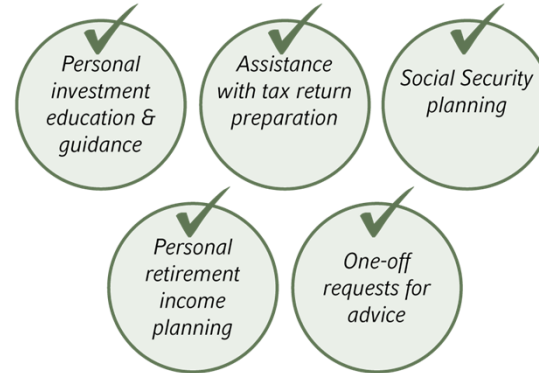 Personal
investment
education &
guidance
Assistance
with tax return
preparation
Social Security
planning
Personal
retirement
income
planning
One-off
requests for
advice